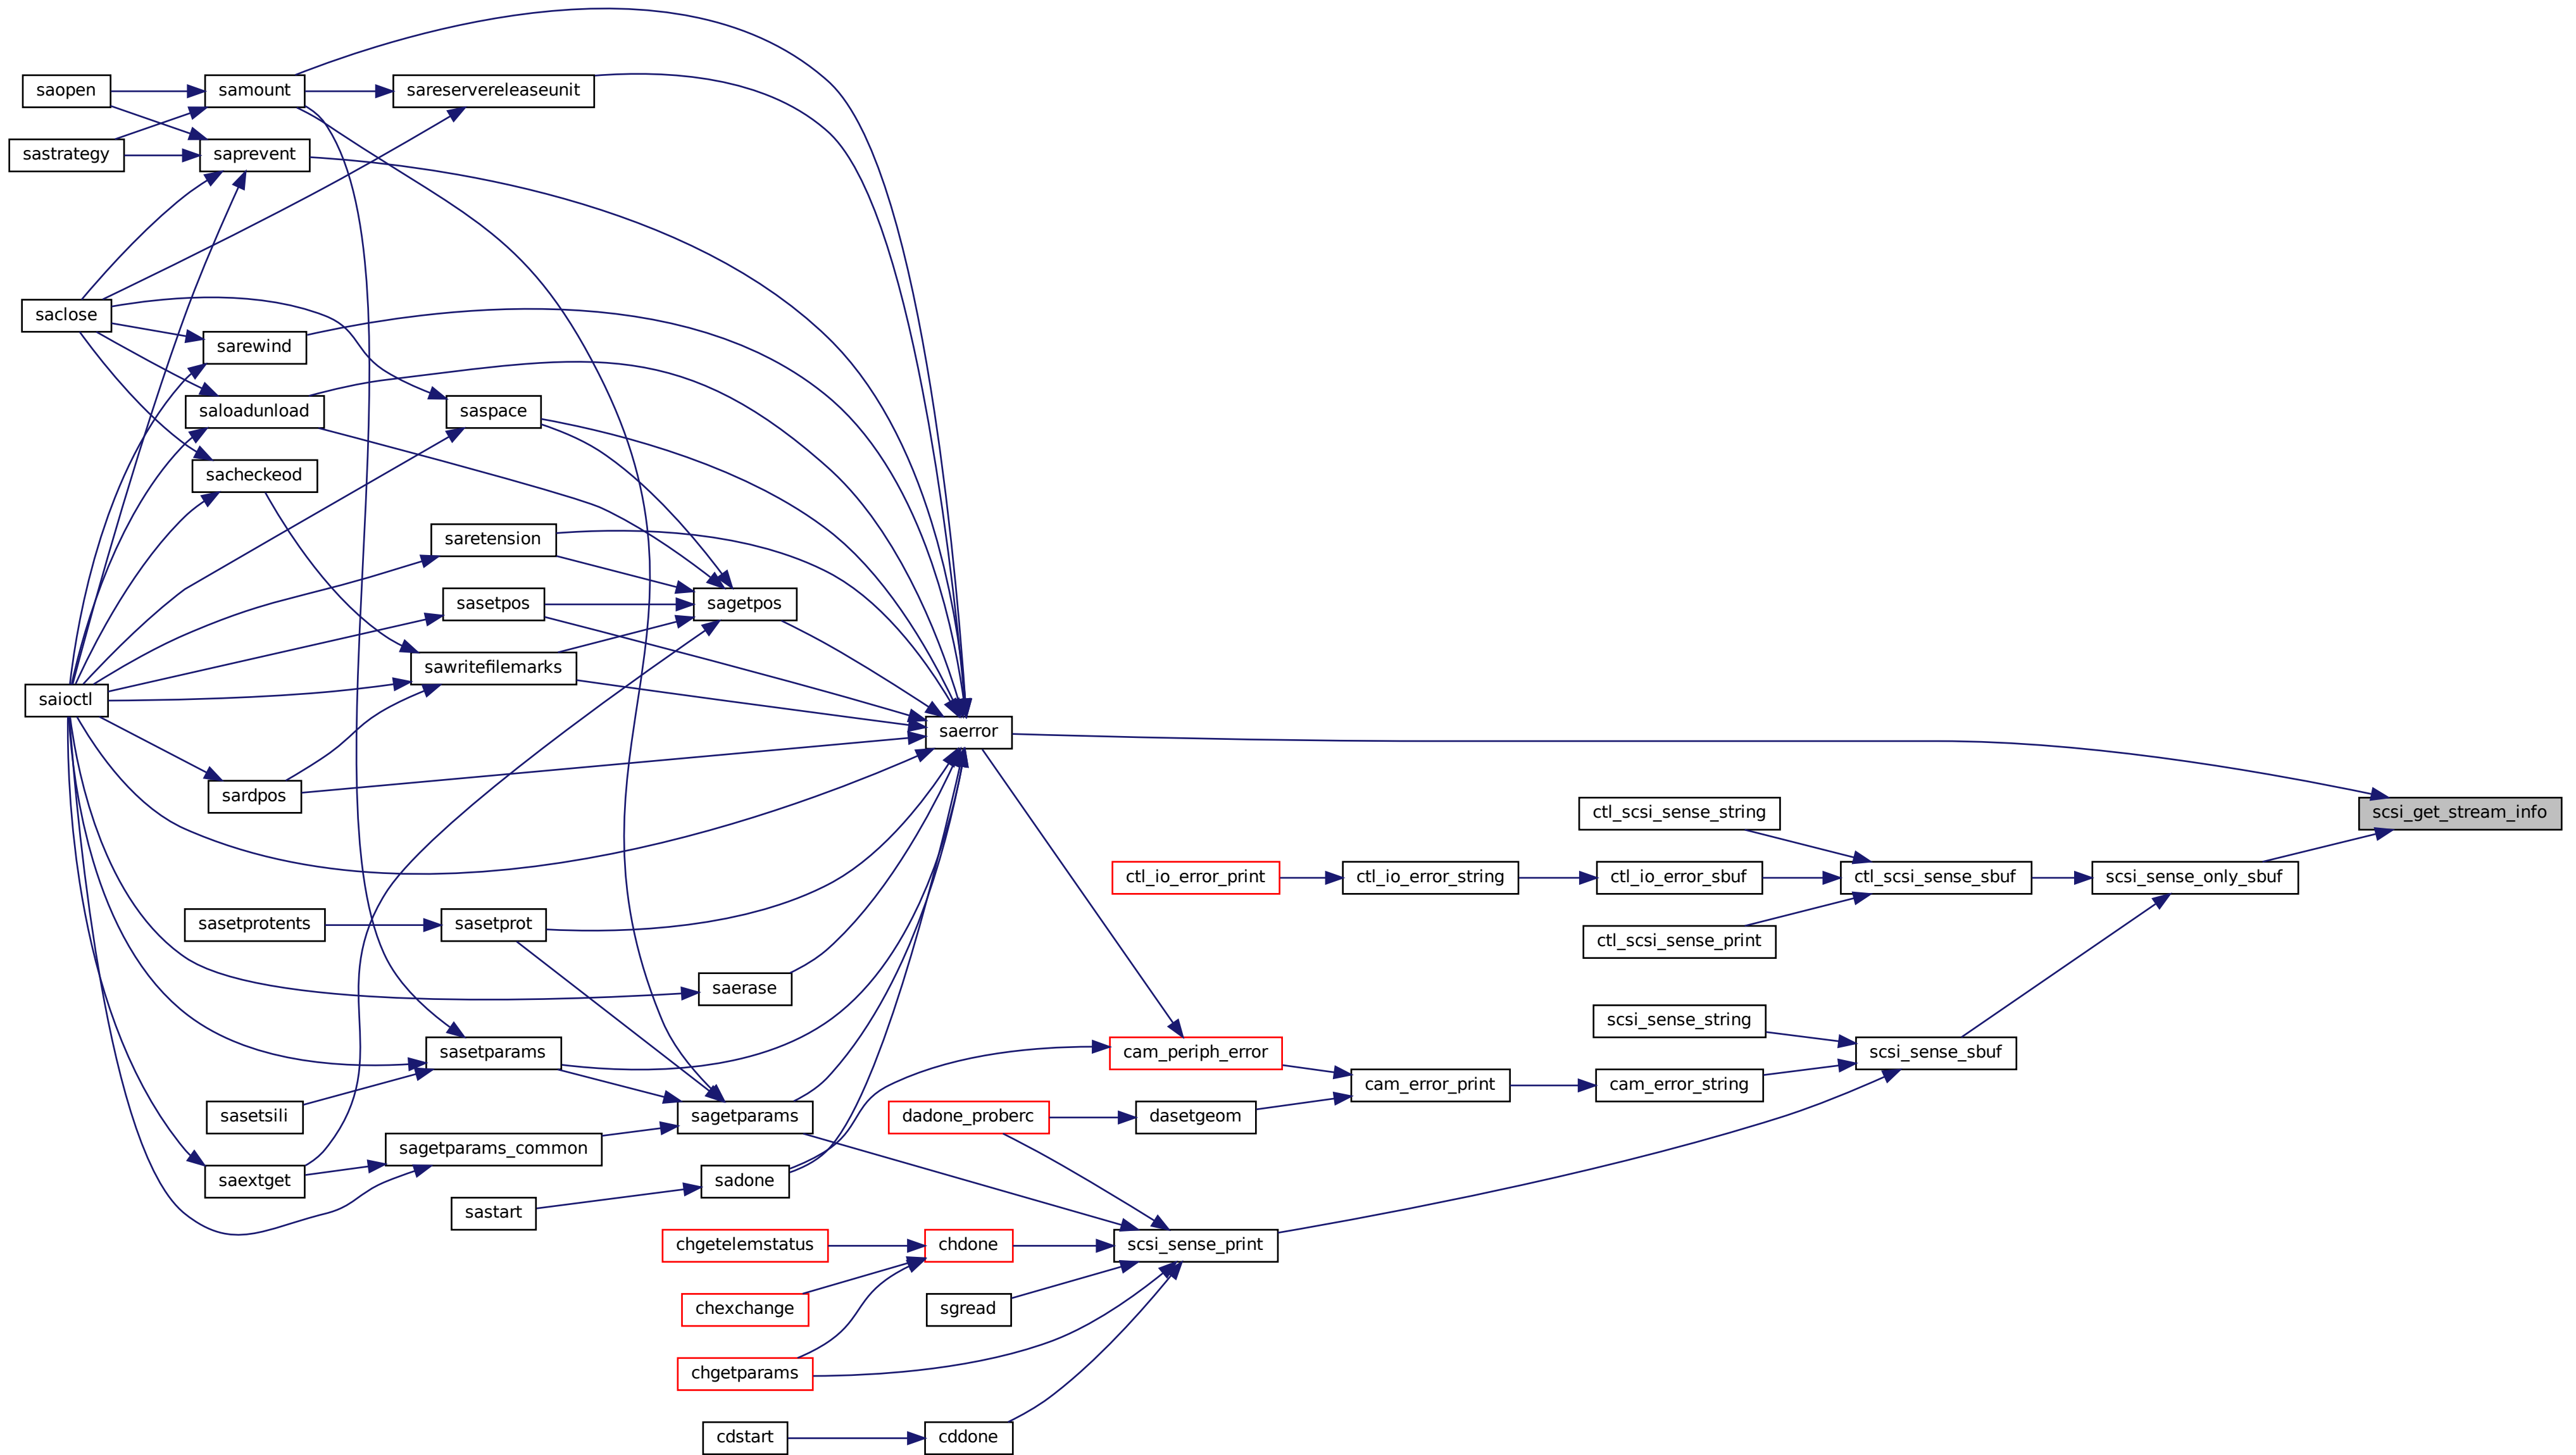 saopen
samount
sareservereleaseunit
sastrategy
saprevent
saclose
sarewind
saloadunload
saspace
sacheckeod
saretension
sasetpos
sagetpos
sawritefilemarks
saioctl
saerror
sardpos
ctl_scsi_sense_string
scsi_get_stream_info
ctl_io_error_print
ctl_io_error_string
ctl_io_error_sbuf
ctl_scsi_sense_sbuf
scsi_sense_only_sbuf
sasetprotents
sasetprot
ctl_scsi_sense_print
saerase
scsi_sense_string
sasetparams
cam_periph_error
scsi_sense_sbuf
cam_error_print
cam_error_string
sasetsili
sagetparams
dadone_proberc
dasetgeom
sagetparams_common
saextget
sadone
sastart
chgetelemstatus
chdone
scsi_sense_print
chexchange
sgread
chgetparams
cdstart
cddone